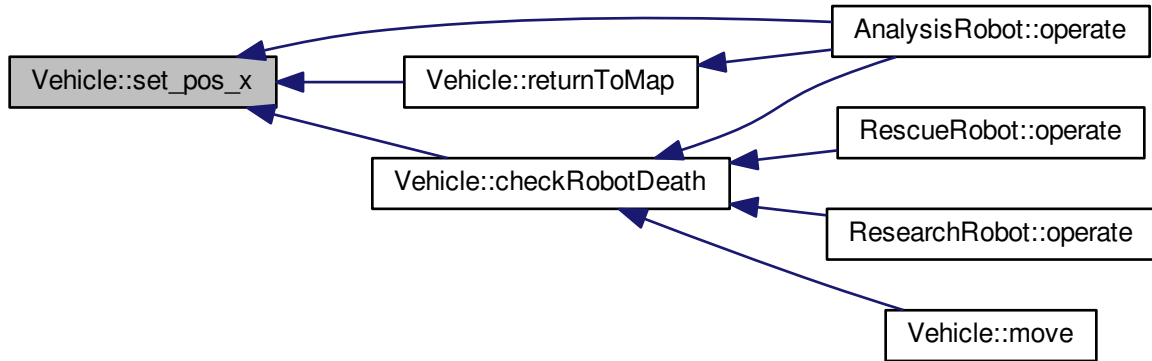 Vehicle::set_pos_x
Vehicle::returnToMap
Vehicle::checkRobotDeath
AnalysisRobot::operate
RescueRobot::operate
ResearchRobot::operate
Vehicle::move